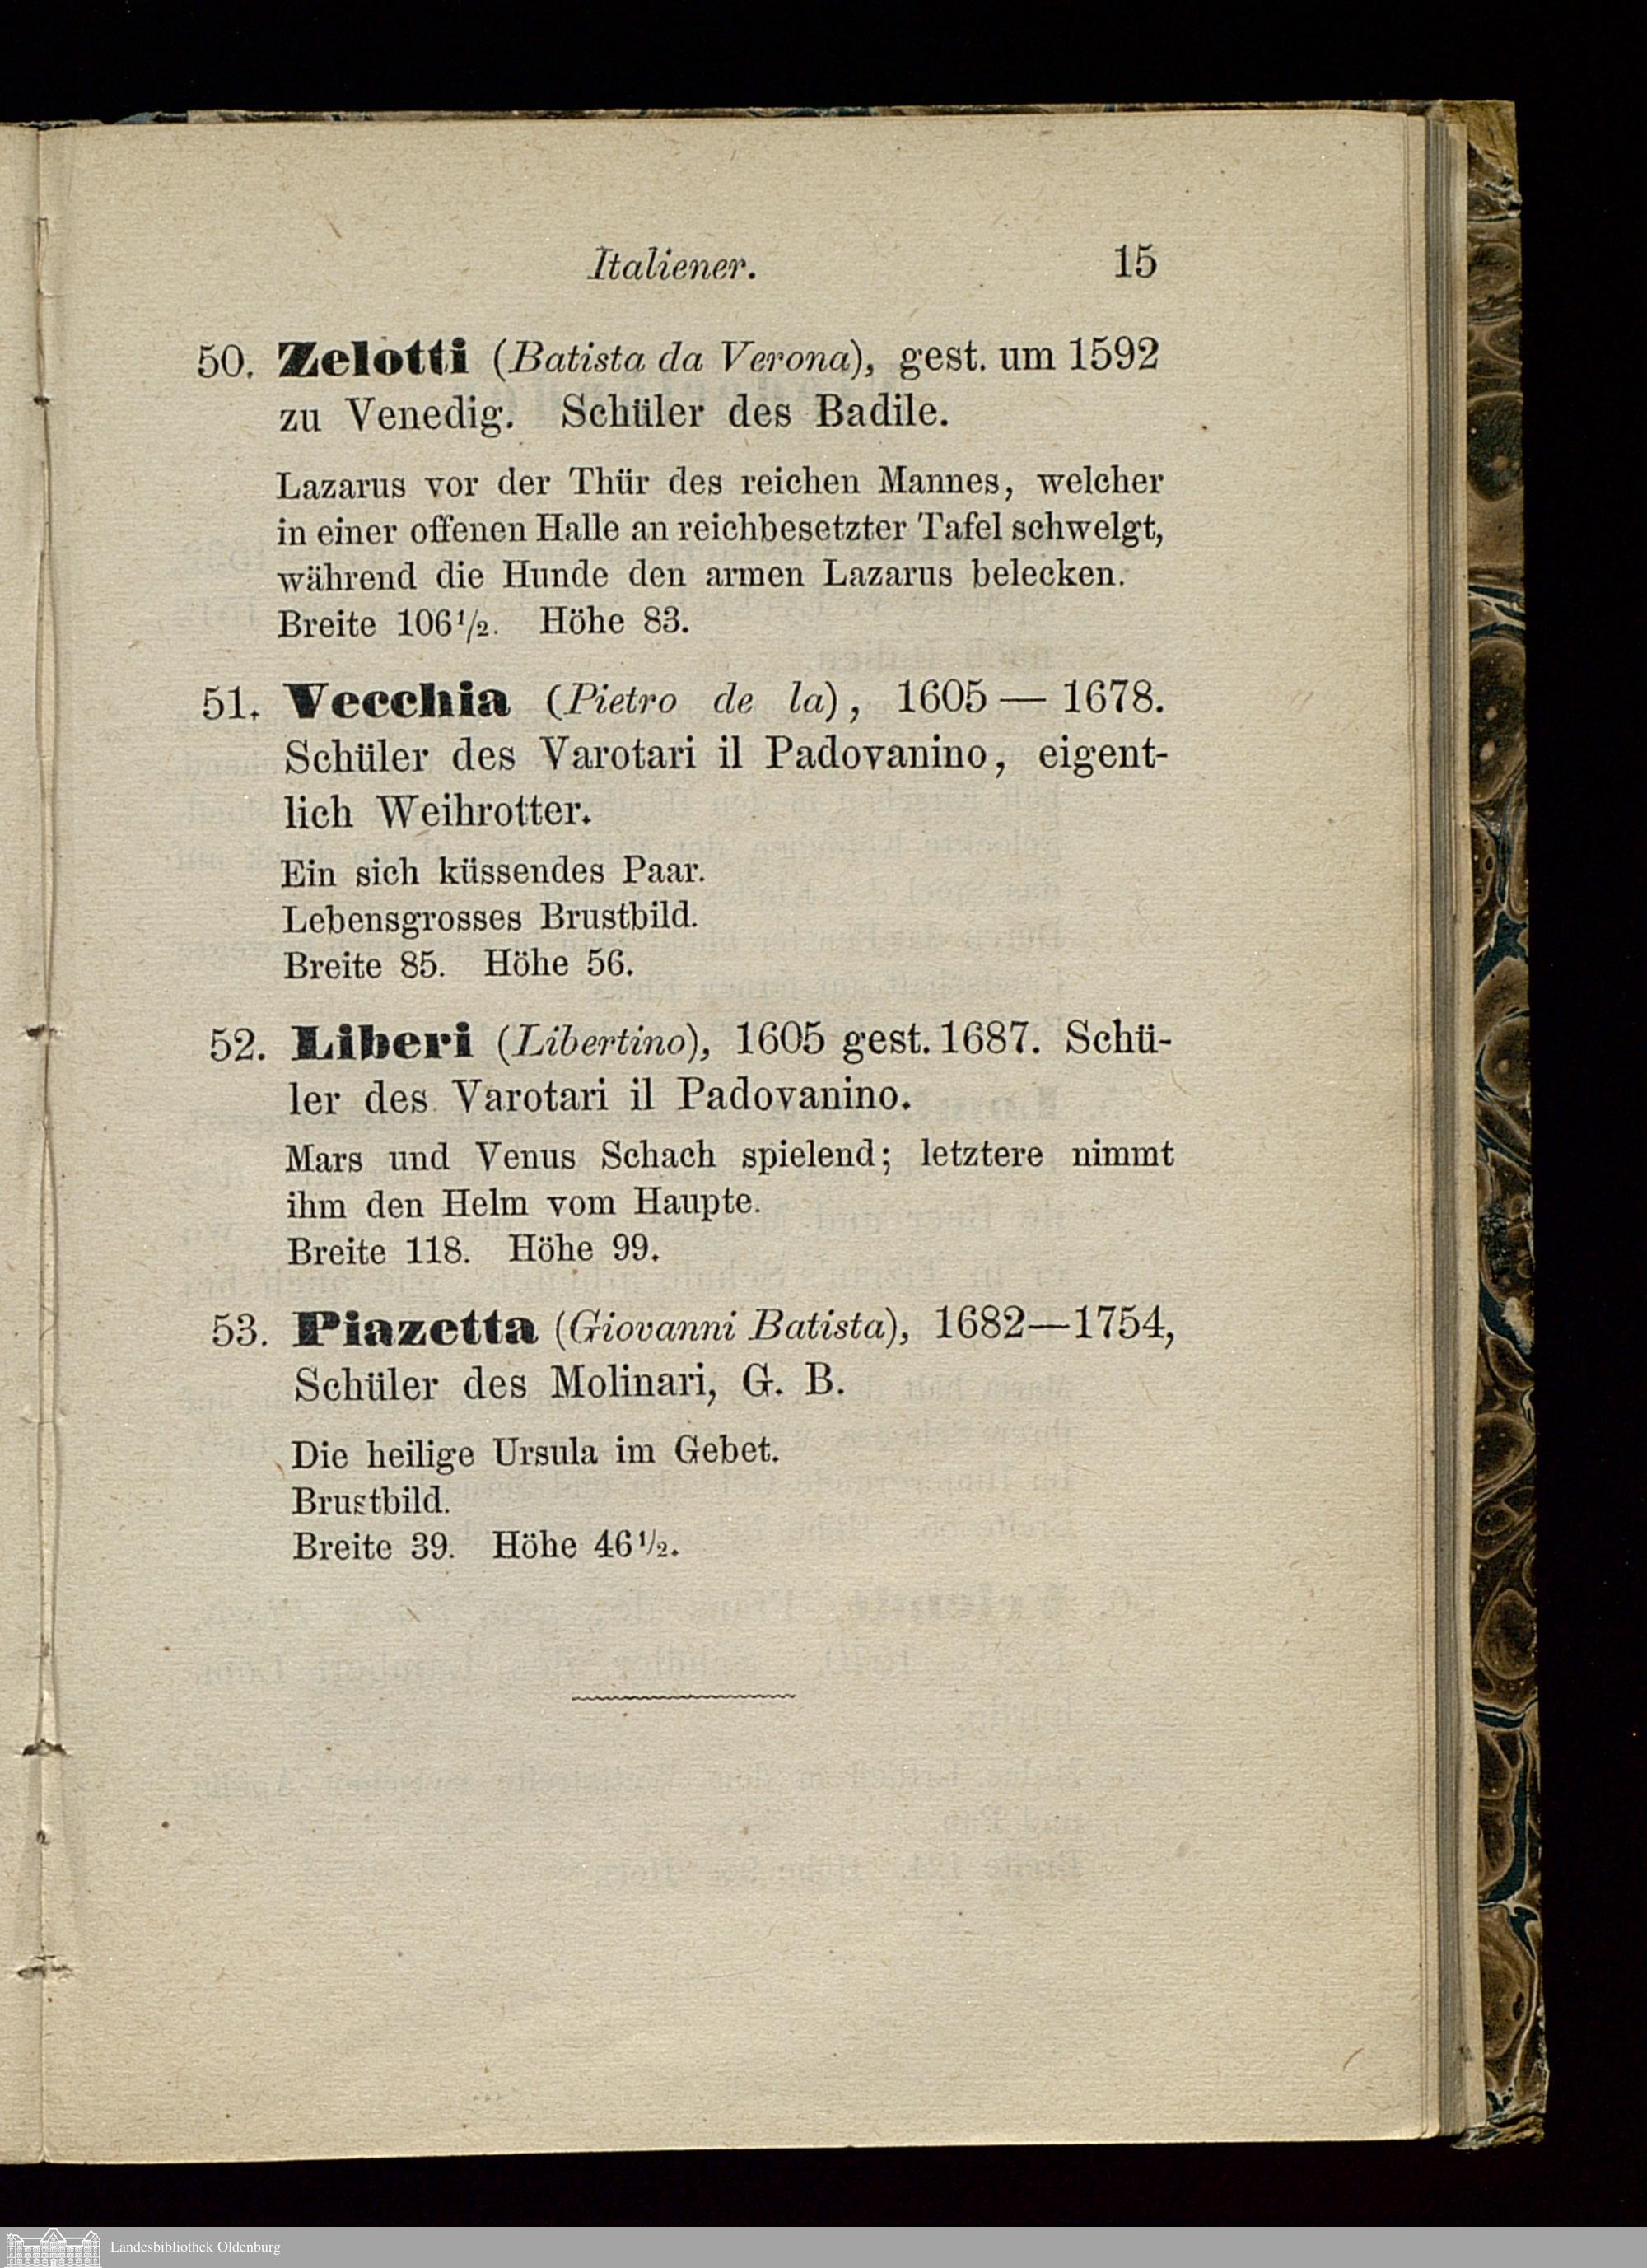 Italiener. 15
50. Zelotti (Batista da Verona), gest. um 1592
zu Venedig. Schüler des Badile.
Lazarus vor der Thür des reichen Mannes, welcher
in einer offenen Halle an reichbesetzter Tafel schwelgt,
während die Hunde den armen Lazarus belecken.
Breite 106½. Höhe 83.
51. Vecchia (Pietro de la), 1605 — 1678.
Schüler des Varotari il Padovanino, eigent-
lich Weihrotter.
Ein sich küssendes Paar.
Lebensgrosses Brustbild.
Breite 85. Höhe 56.
52. Liberi (Libertino), 1605 gest. 1687. Schü-
ler des Varotari il Padovanino.
Mars und Venus Schach spielend; letztere nimmt
ihm den Helm vom Haupte.
Breite 118. Höhe 99.
53. Piazetta (Giovanni Batista), 1682—1754,
Schüler des Molinari, G. B.
Die heilige Ursula im Gebet.
Brustbild.
Breite 39. Höhe 46½.
Landesbibliothek Oldenburg